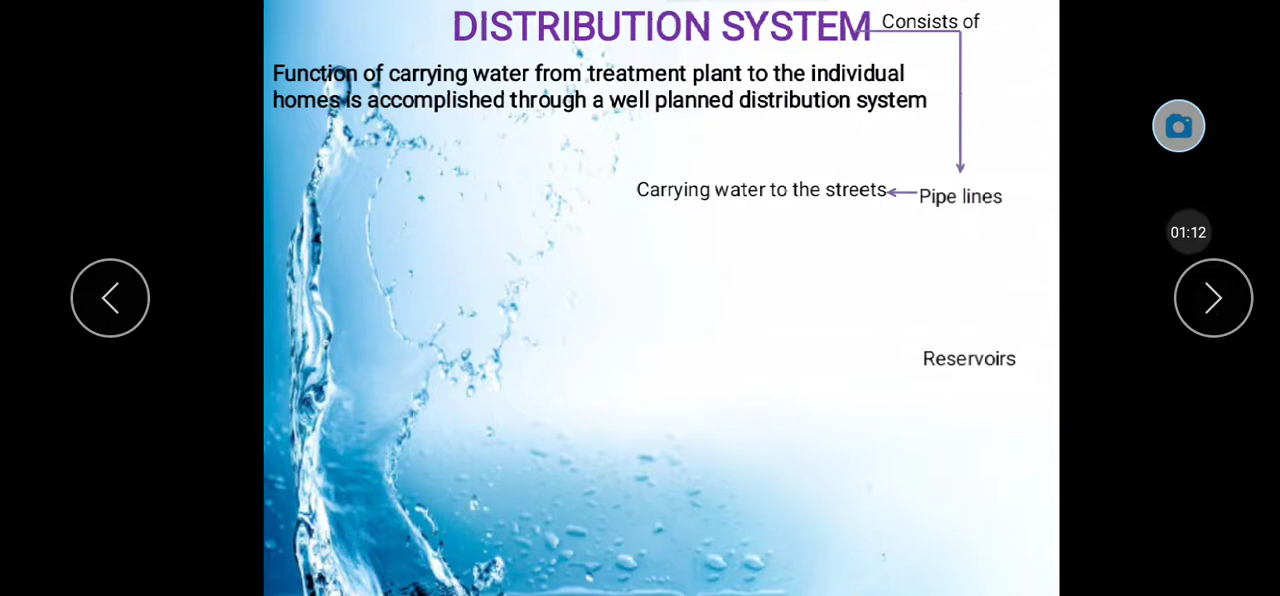 DISTRIBUTION SYSTEM
Consists of
Function of carrying water from treatment plant to the individual
homes is accomplished through a well planned distribution system
Carrying water to the streets
Pipe lines
01:12
Reservoirs